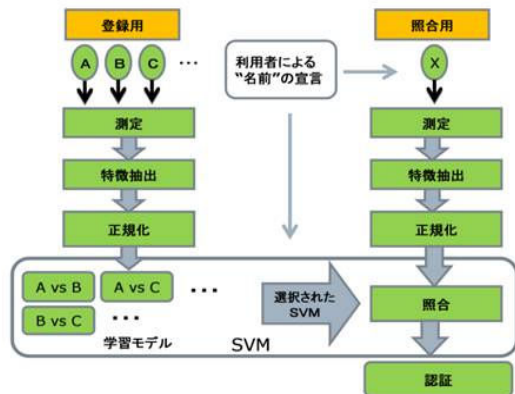 登録用
A B C ...
測定
特徴抽出
正規化
利用者による
“名前”の宣言
照合用
X
測定
特徴抽出
正規化
A vs B
A vs C
...
B vs C
...
学習モデル
SVM
選択された
SVM
照合
認証